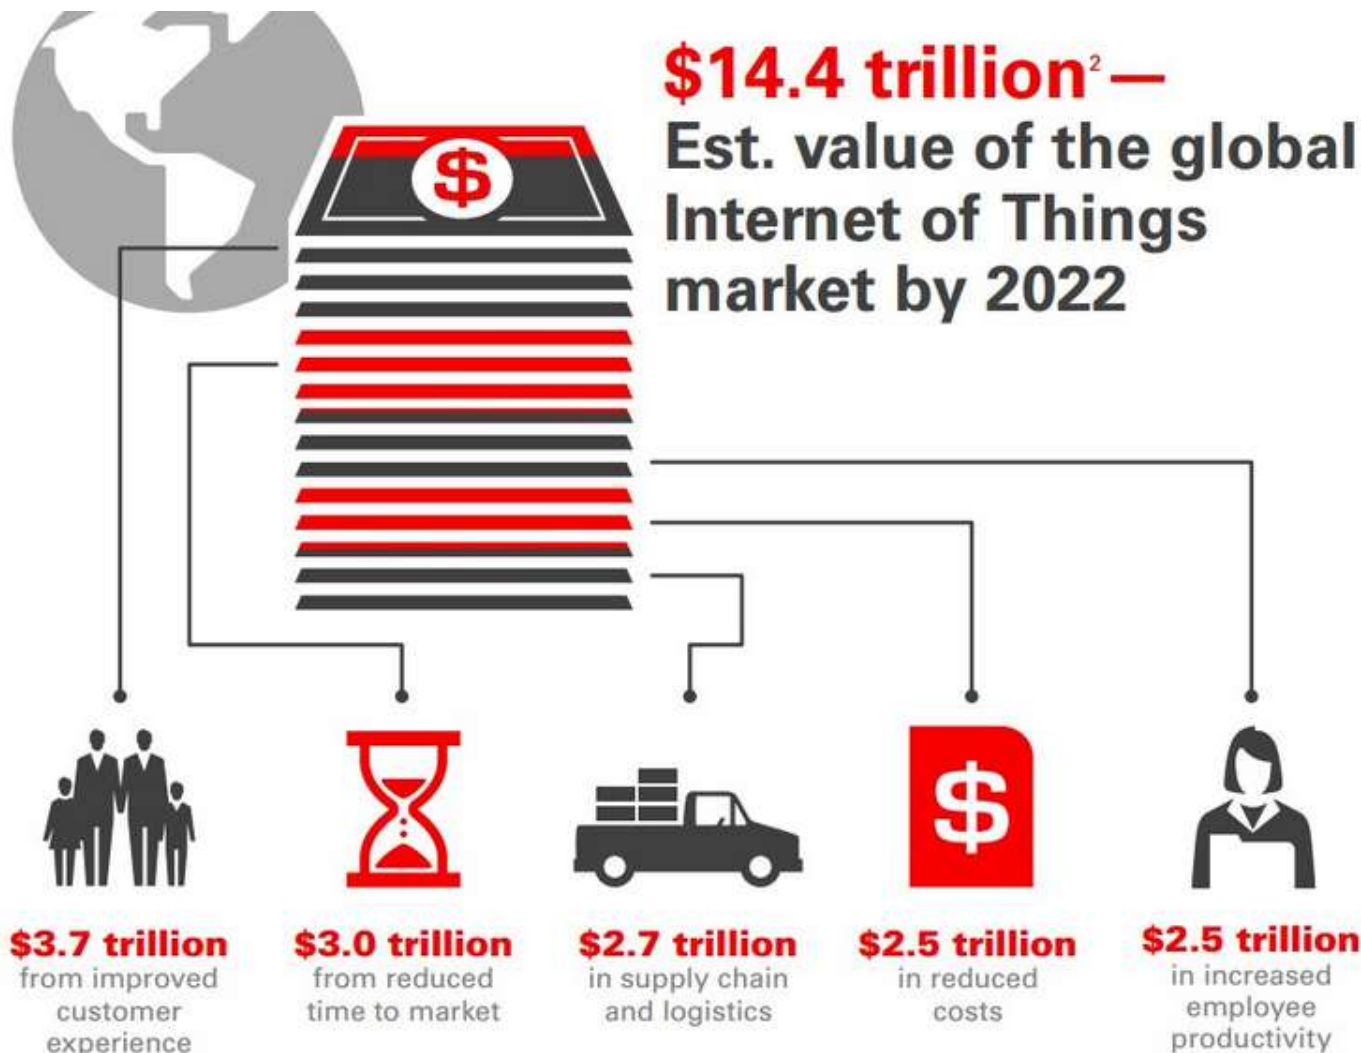 $14.4 trillion²—
Est. value of the global
Internet of Things
market by 2022
$
$
$3.7 trillion
from improved
customer
experience
$3.0 trillion
from reduced
time to market
$2.7 trillion
in supply chain
and logistics
$2.5 trillion
in reduced
costs
$2.5 trillion
in increased
employee
productivity